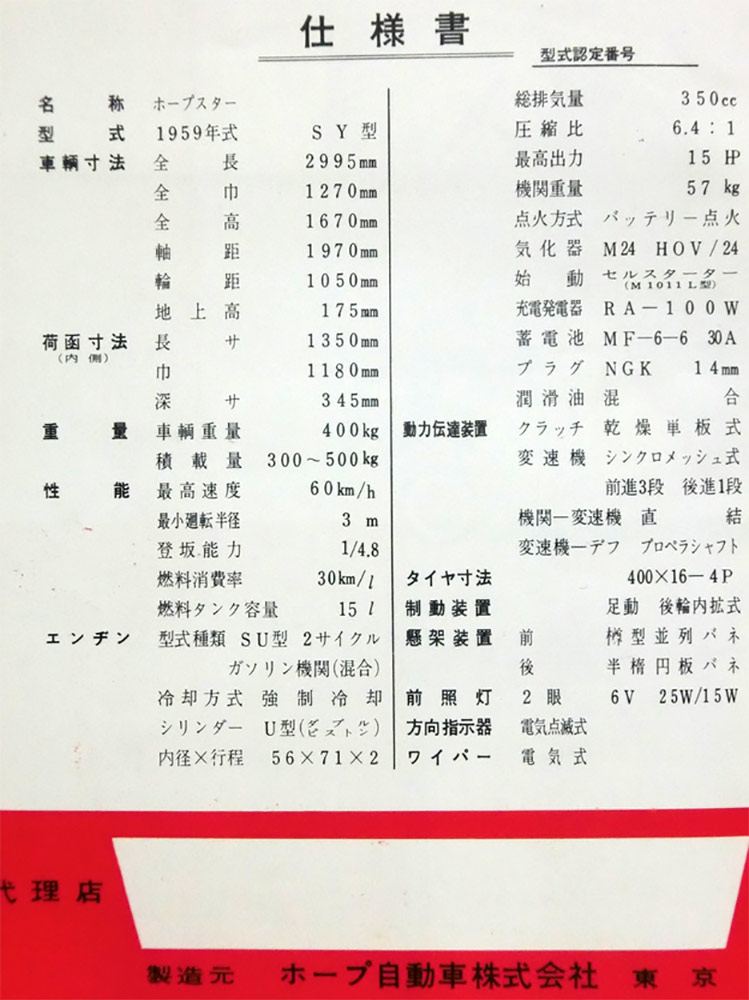 仕様書
型式認定番号
名称 ホープスター
型式 1959年式 SY型
車輌寸法 全長 2995mm
全巾 1270mm
全高 1670mm
軸距 1970mm
輪距 1050mm
地上高 175mm
荷函寸法 長サ 1350mm
(内側)
巾 1180mm
深サ 345mm
重量 車輌重量 400kg
積載量 300〜500kg
性能 最高速度 60km/h
最小廻転半径 3m
登坂能力 1/4.8
燃料消費率 30km/l
燃料タンク容量 15l
エンヂン 型式種類 SU型 2サイクル
ガソリン機関(混合)
冷却方式 強制冷却
シリンダー U型(ダブルピストン)
内径×行程 56×71×2
総排気量 350cc
圧縮比 6.4:1
最高出力 15HP
機関重量 57kg
点火方式 バッテリー点火
気化器 M24 HOV/24
始動 セルスターター
(M1011L型)
充電発電器 RA-100W
蓄電池 MF-6-6 30A
プラグ NGK 14mm
潤滑油 混合
動力伝達装置 クラッチ 乾燥単板式
変速機 シンクロメッシュ式
前進3段 後進1段
機関一変速機 直結
変速機一デフ プロペラシャフト
タイヤ寸法 400×16-4P
制動装置 足動 後輪内拡式
懸架装置 前 樽型並列バネ
後 半楕円板バネ
前照灯 2眼 6V 25W/15W
方向指示器 電気点滅式
ワイパー 電気式
代理店
製造元 ホープ自動車株式会社 東京